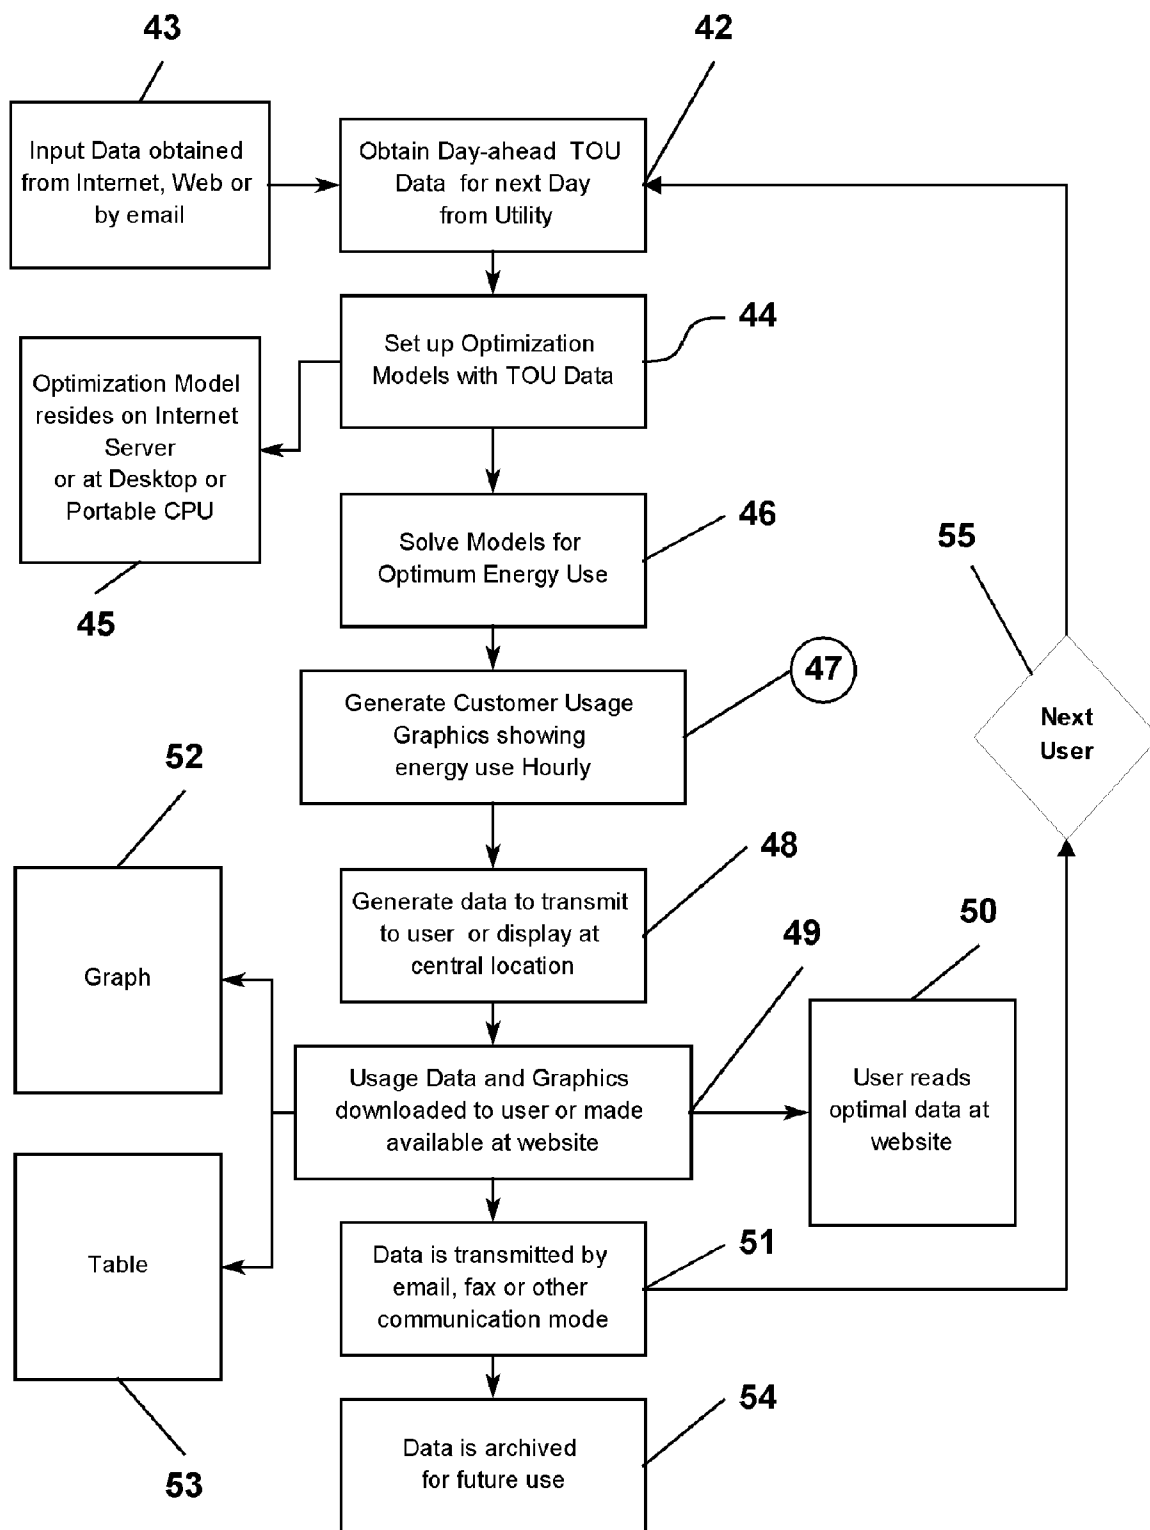 43
42
Input Data obtained
from Internet, Web or
by email
Obtain Day-ahead TOU
Data for next Day
from Utility
44
Set up Optimization
Models with TOU Data
Optimization Model
resides on Internet
Server
or at Desktop or
Portable CPU
45
46
Solve Models for
Optimum Energy Use
55
47
Generate Customer Usage
Graphics showing
energy use Hourly
Next
User
52
48
Generate data to transmit
to user or display at
central location
50
49
Graph
Usage Data and Graphics
downloaded to user or made
available at website
User reads
optimal data at
website
51
Table
Data is transmitted by
email, fax or other
communication mode
54
53
Data is archived
for future use